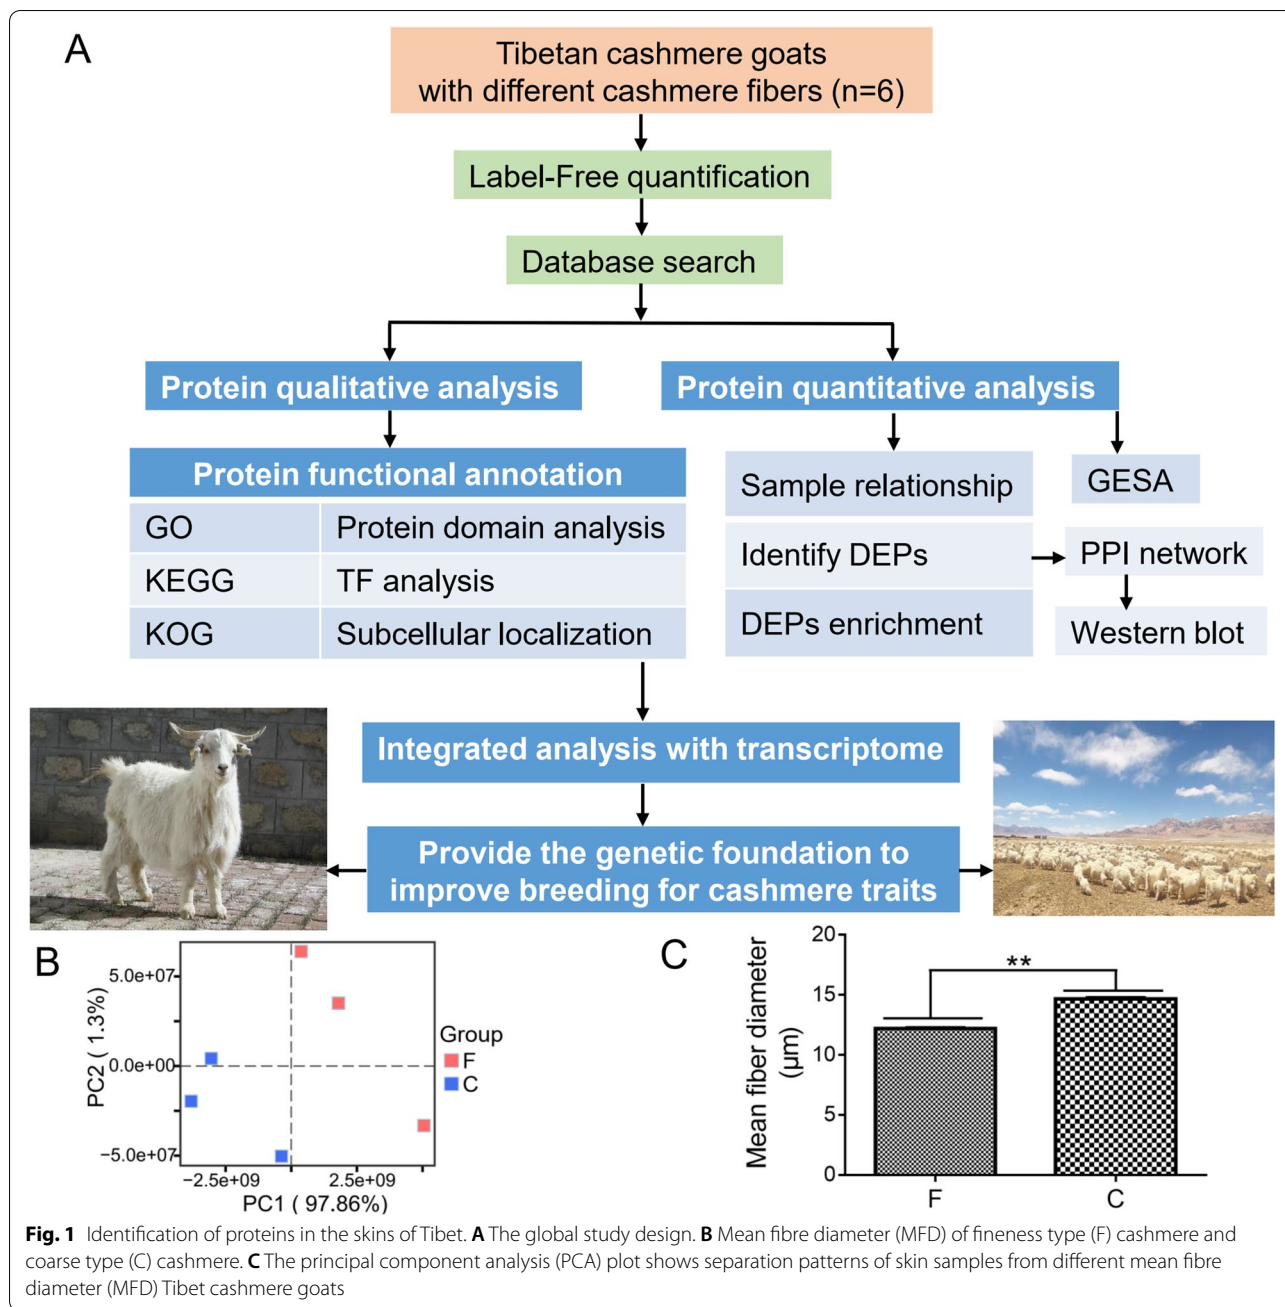 A
Tibetan cashmere goats
with different cashmere fibers (n=6)
Label-Free quantification
Database search
Protein qualitative analysis
Protein quantitative analysis
Protein functional annotation
GO
Protein domain analysis
KEGG
TF analysis
KOG
Subcellular localization
Sample relationship
Identify DEPs
DEPs enrichment
GESA
PPI network
Western blot
Integrated analysis with transcriptome
Provide the genetic foundation to
improve breeding for cashmere traits
B
PC2 ( 1.3%)
5.0e+07
0.0e+00
−5.0e+07
−2.5e+09
2.5e+09
PC1 ( 97.86%)
Group
F
C
C
Mean fiber diameter
(μm)
20
15
10
5
0
**
F
C
Fig. 1 Identification of proteins in the skins of Tibet. A The global study design. B Mean fibre diameter (MFD) of fineness type (F) cashmere and
coarse type (C) cashmere. C The principal component analysis (PCA) plot shows separation patterns of skin samples from different mean fibre
diameter (MFD) Tibet cashmere goats